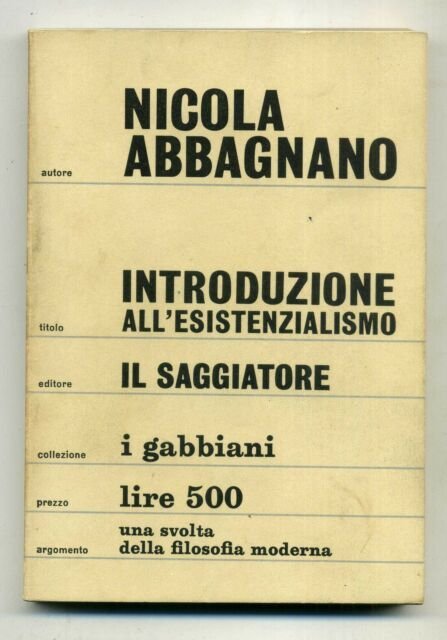 NICOLA
autore ABBAGNANO
INTRODUZIONE
titolo ALL'ESISTENZIALISMO
editore IL SAGGIATORE
collezione i gabbiani
prezzo lire 500
una svolta
argomento della filosofia moderna